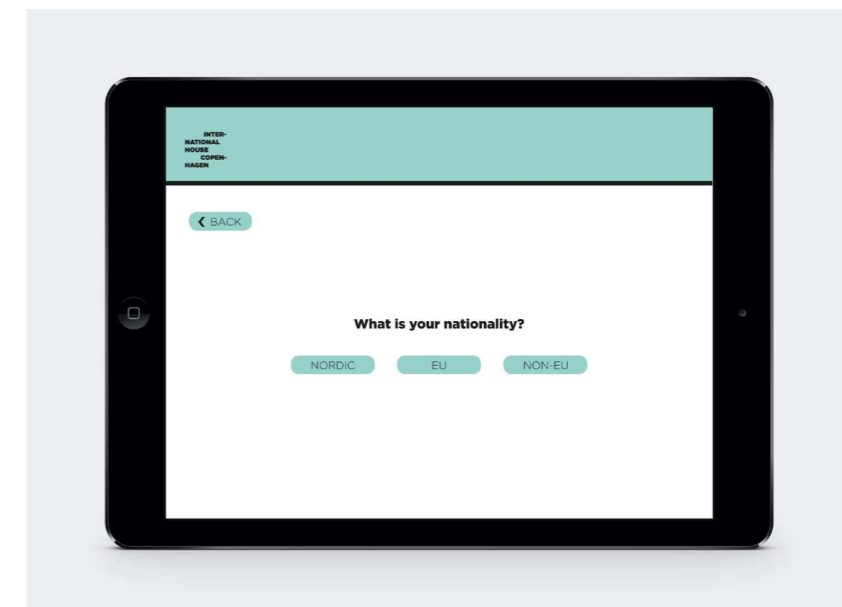 INTER-
NATIONAL
HOUSE
COPEN-
HAGEN
BACK
What is your nationality?
NORDIC EU NON-EU